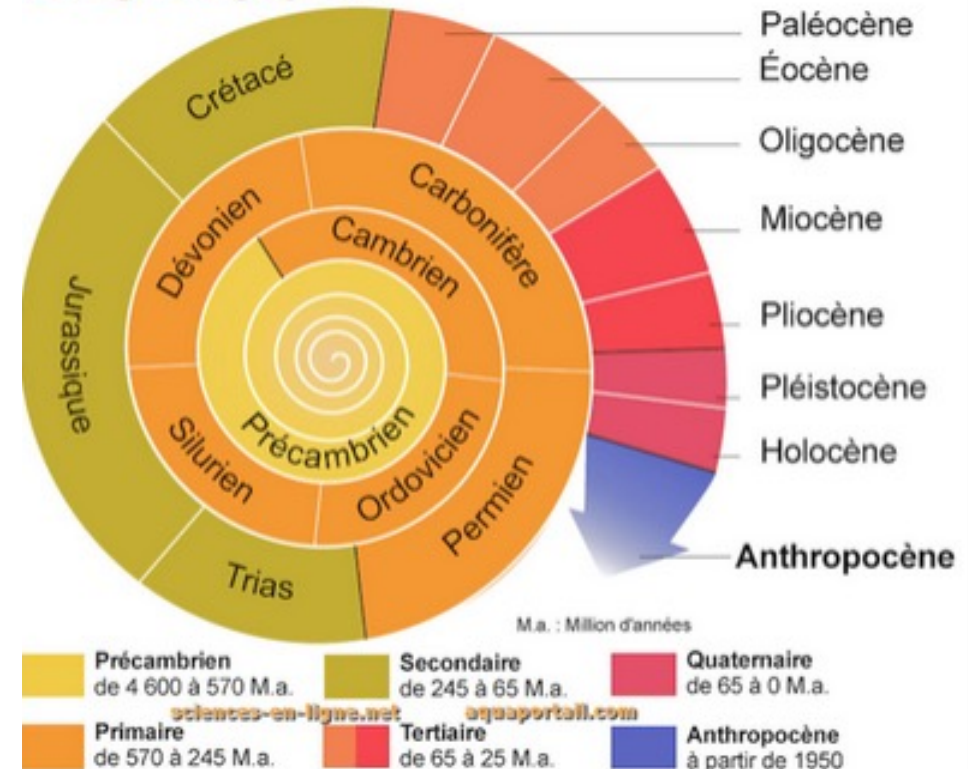 Paléocène
Éocène
Oligocène
Miocène
Pliocène
Pléistocène
Holocène
Anthropocène
Crétacé
Jurassique
Trias
Dévonien
Carbonifère
Cambrien
Silurien
Ordovicien
Permien
Précambrien
M.a. : Million d'années
Précambrien
de 4 600 à 570 M.a.
Secondaire
de 245 à 65 M.a.
Quaternaire
de 65 à 0 M.a.
sciences-en-ligne.net
aquaportail.com
Primaire
de 570 à 245 M.a.
Tertiaire
de 65 à 25 M.a.
Anthropocène
à partir de 1950